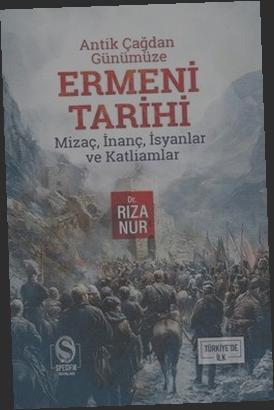 Antik Çağdan
Günümüze
ERMENİ
TARİHİ
Mizaç, İnanç, İsyanlar
ve Katliamlar
Dr.
RIZA
NUR
TÜRKİYE'DE
İLK